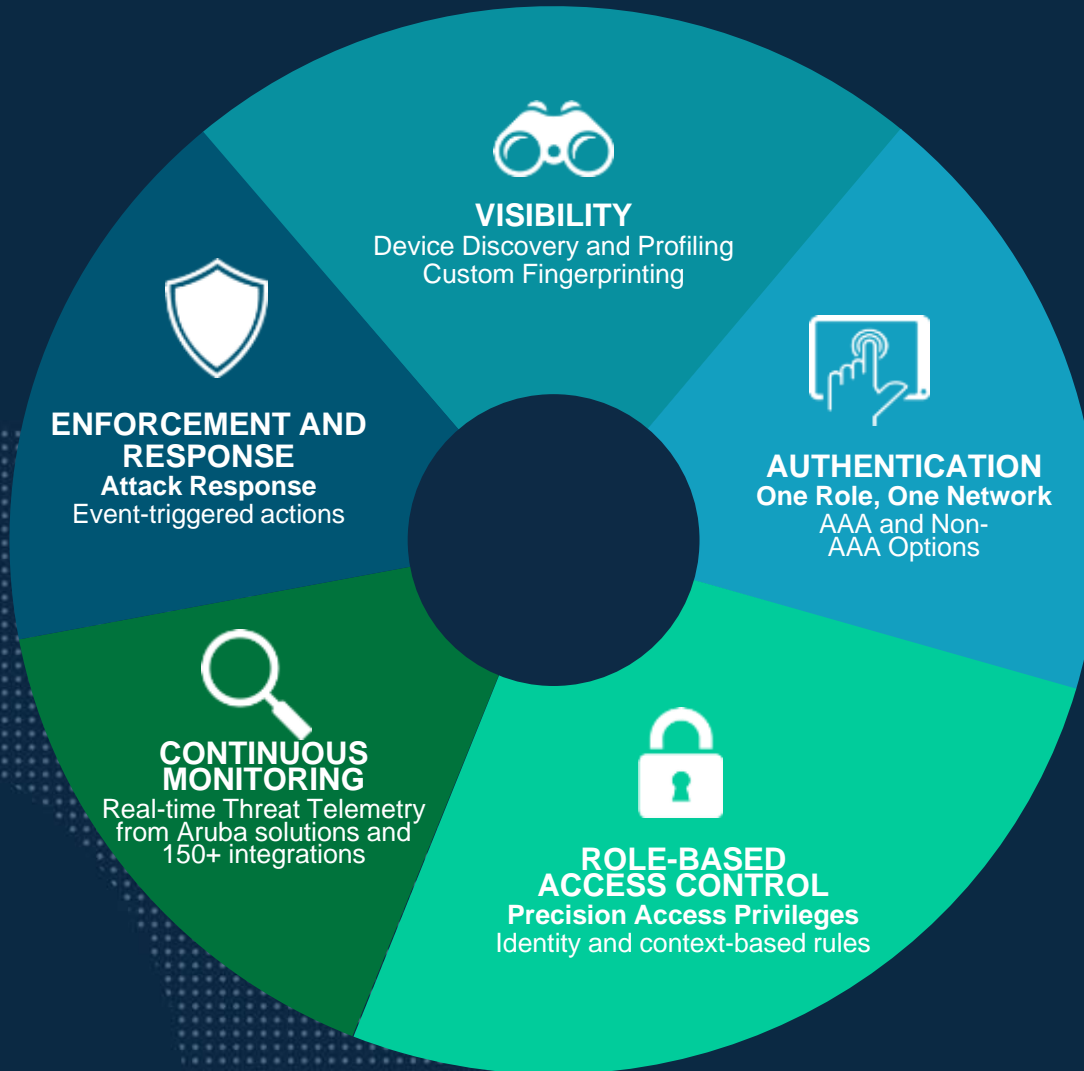 VISIBILITY
Device Discovery and Profiling
Custom Fingerprinting
AUTHENTICATION
One Role, One Network
AAA and Non-
AAA Options
ROLE-BASED
ACCESS CONTROL
Precision Access Privileges
Identity and context-based rules
CONTINUOUS
MONITORING
Real-time Threat Telemetry
from Aruba solutions and
150+ integrations
ENFORCEMENT AND
RESPONSE
Attack Response
Event-triggered actions